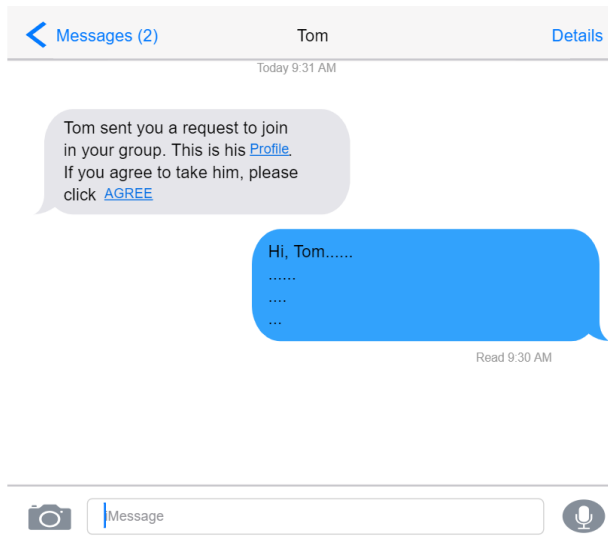 Messages (2) Tom Details
Today 9:31 AM
Tom sent you a request to join
in your group. This is his Profile.
If you agree to take him, please
click AGREE
Hi, Tom......
......
....
...
Read 9:30 AM
iMessage